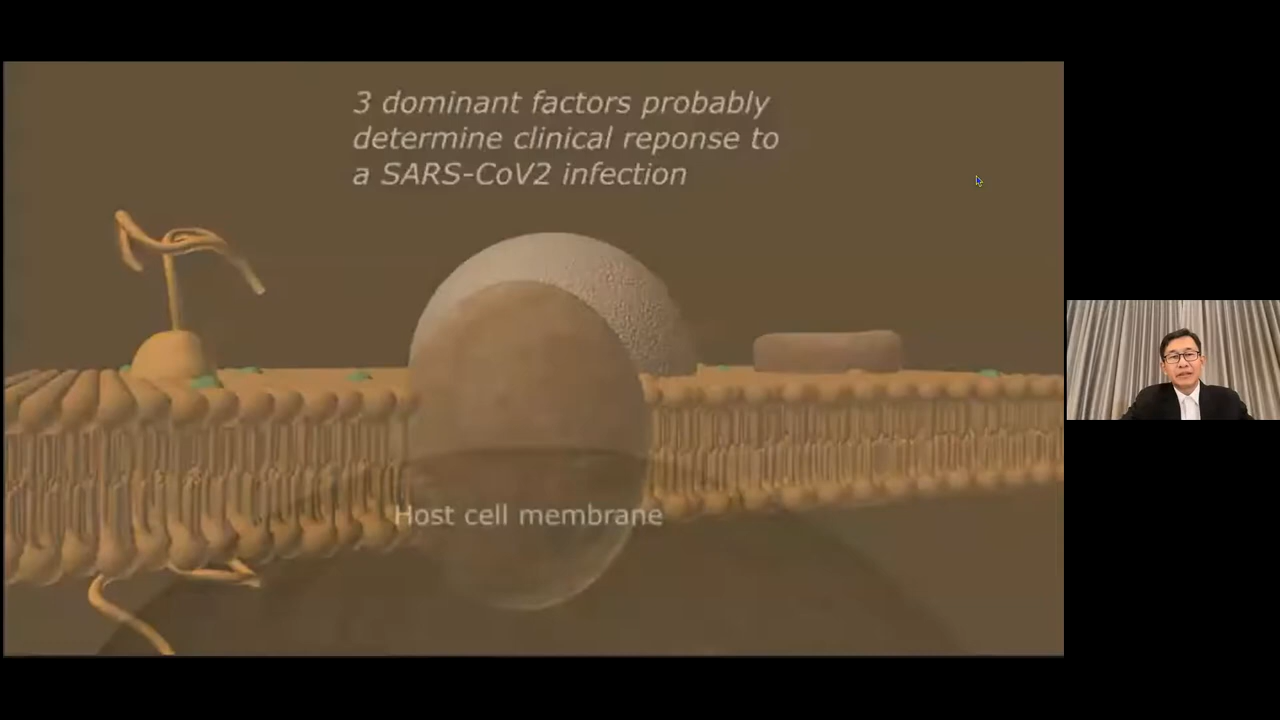 3 dominant factors probably
determine clinical reponse to
a SARS-CoV2 infection
Host cell membrane